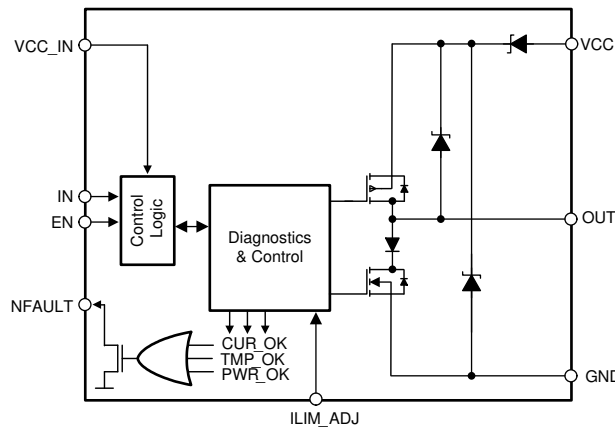 VCC_IN
VCC
IN
EN
Control
Logic
Diagnostics
& Control
OUT
NFAULT
CUR_OK
TMP_OK
PWR_OK
GND
ILIM_ADJ